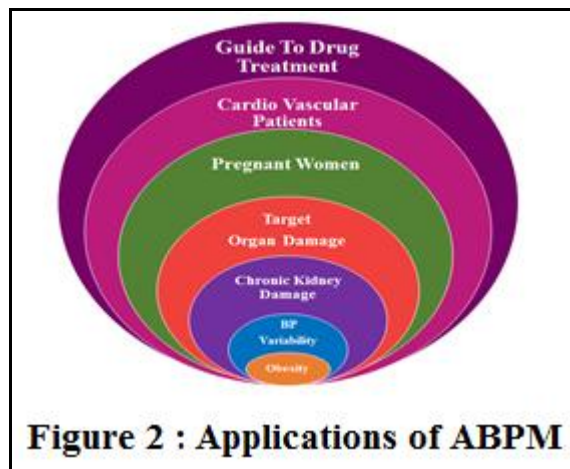 Guide To Drug
Treatment
Cardio Vascular
Patients
Pregnant Women
Target
Organ Damage
Chronic Kidney
Damage
BP
Variability
Obesity
Figure 2 : Applications of ABPM